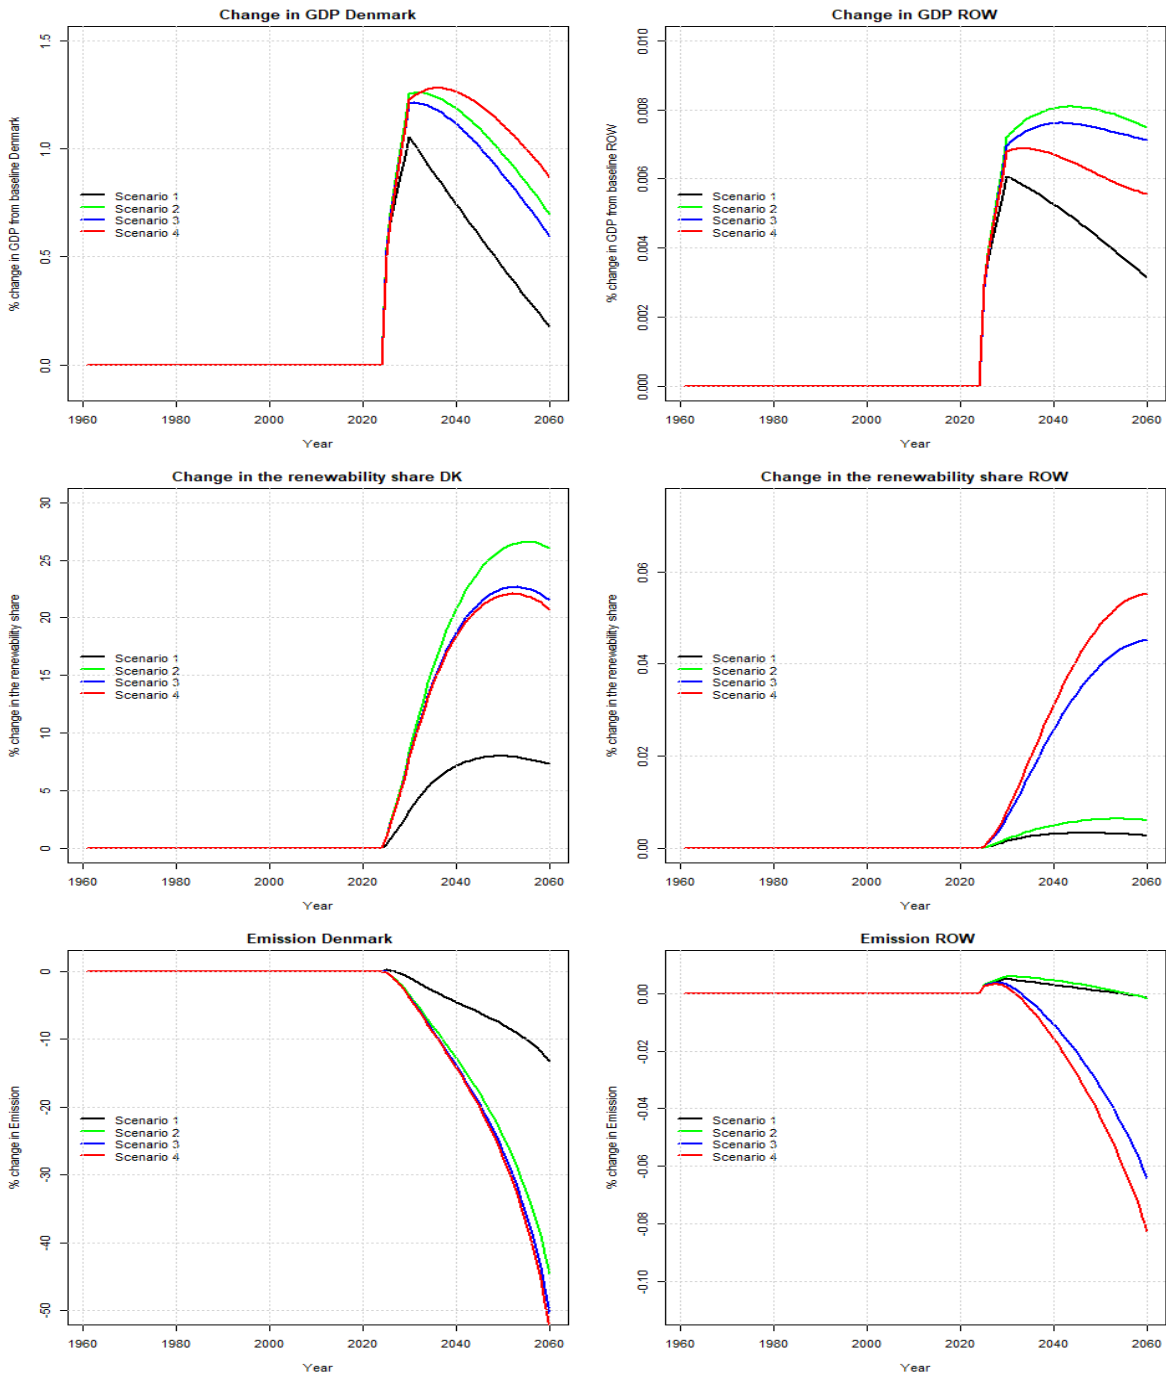 Change in GDP Denmark
% change in GDP from baseline Denmark
1.5
1.0
0.5
0.0
Scenario 1
Scenario 2
Scenario 3
Scenario 4
1960 1980 2000 2020 2040 2060
Year
Change in GDP ROW
% change in GDP from baseline ROW
0.010
0.008
0.006
0.004
0.002
0.000
Scenario 1
Scenario 2
Scenario 3
Scenario 4
1960 1980 2000 2020 2040 2060
Year
Change in the renewability share DK
% change in the renewability share
30
25
20
15
10
5
0
Scenario 1
Scenario 2
Scenario 3
Scenario 4
1960 1980 2000 2020 2040 2060
Year
Change in the renewability share ROW
% change in the renewability share
0.06
0.04
0.02
0.00
Scenario 1
Scenario 2
Scenario 3
Scenario 4
1960 1980 2000 2020 2040 2060
Year
Emission Denmark
% change in Emission
0
-10
-20
-30
-40
-50
Scenario 1
Scenario 2
Scenario 3
Scenario 4
1960 1980 2000 2020 2040 2060
Year
Emission ROW
% change in Emission
0.00
-0.02
-0.04
-0.06
-0.08
-0.10
Scenario 1
Scenario 2
Scenario 3
Scenario 4
1960 1980 2000 2020 2040 2060
Year